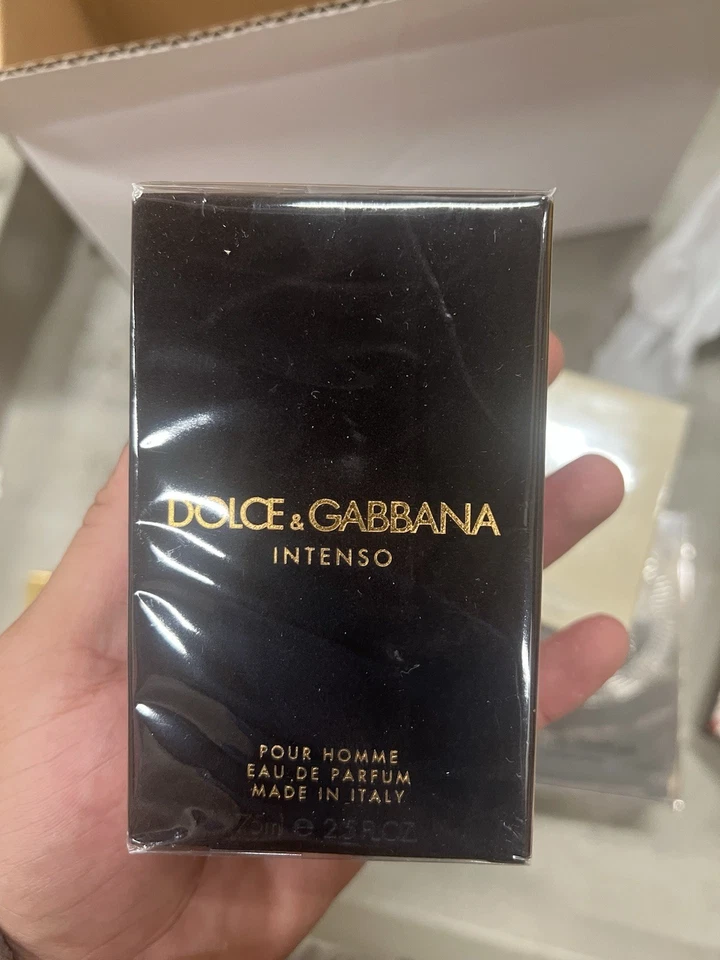 DOLCE & GABBANA
INTENSO
POUR HOMME
EAU DE PARFUM
MADE IN ITALY
75ml ℮ 2.5 FL.OZ